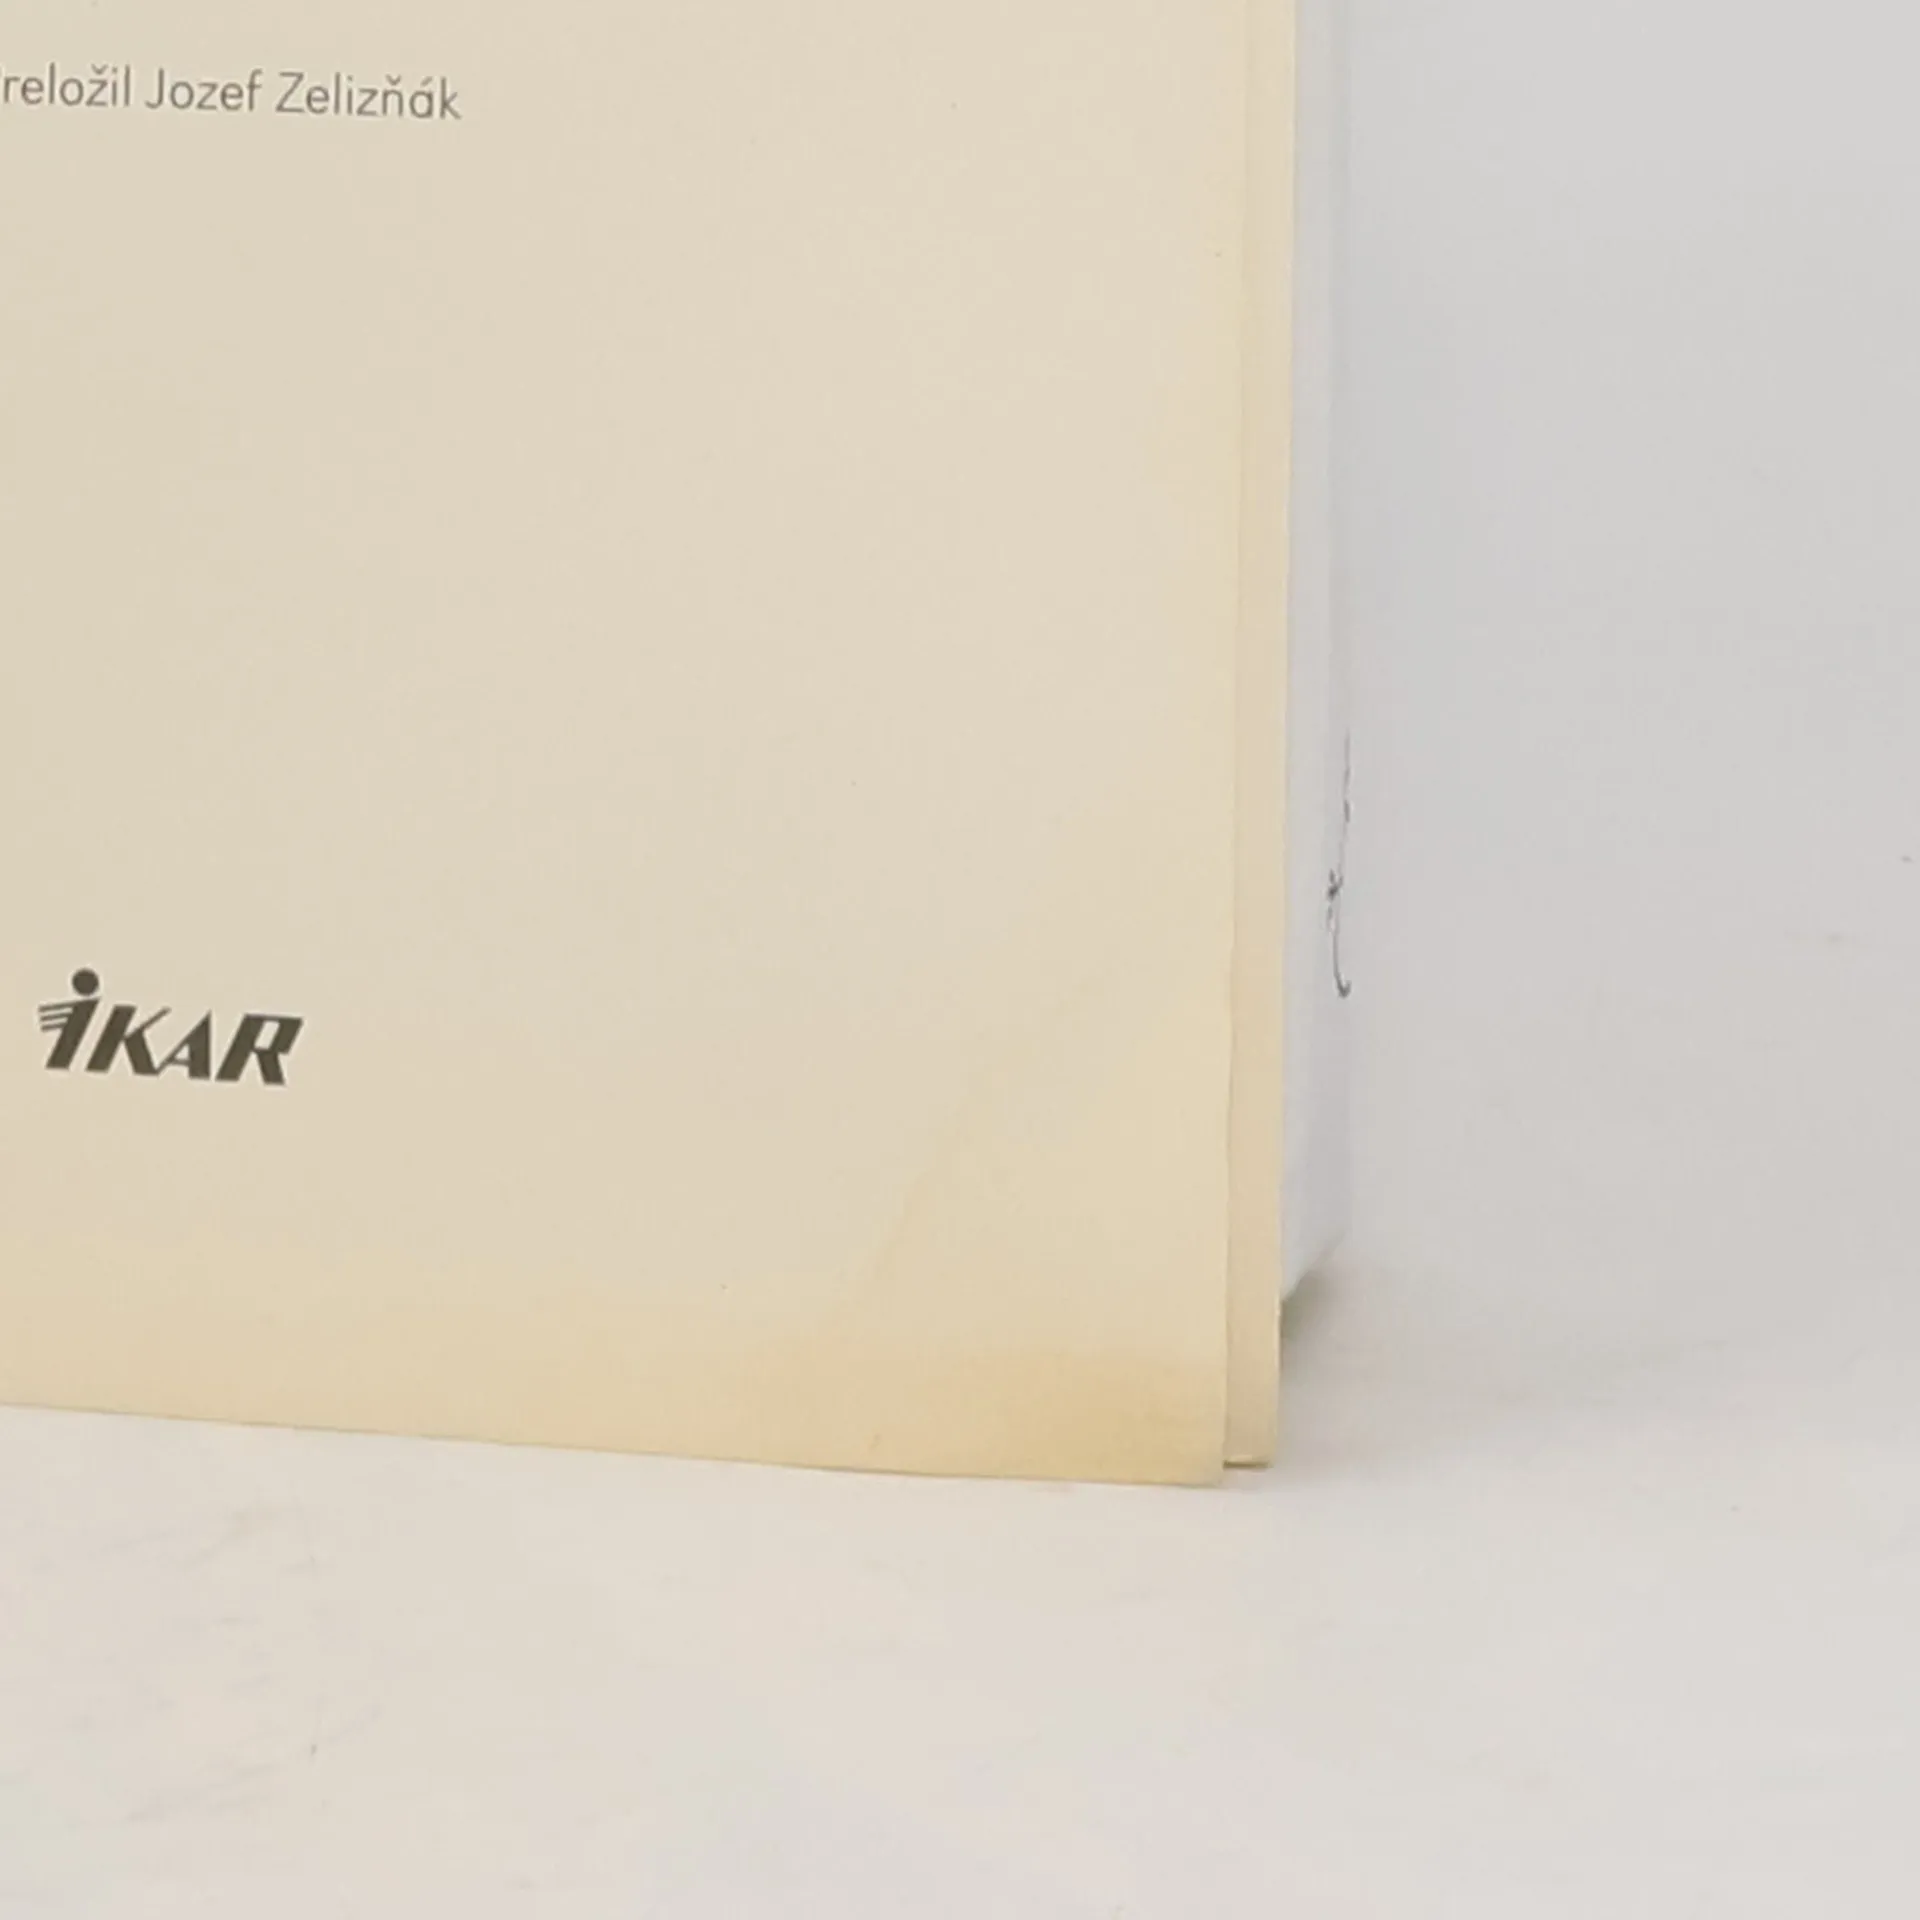 reložil Jozef Zelizňák
iKAR